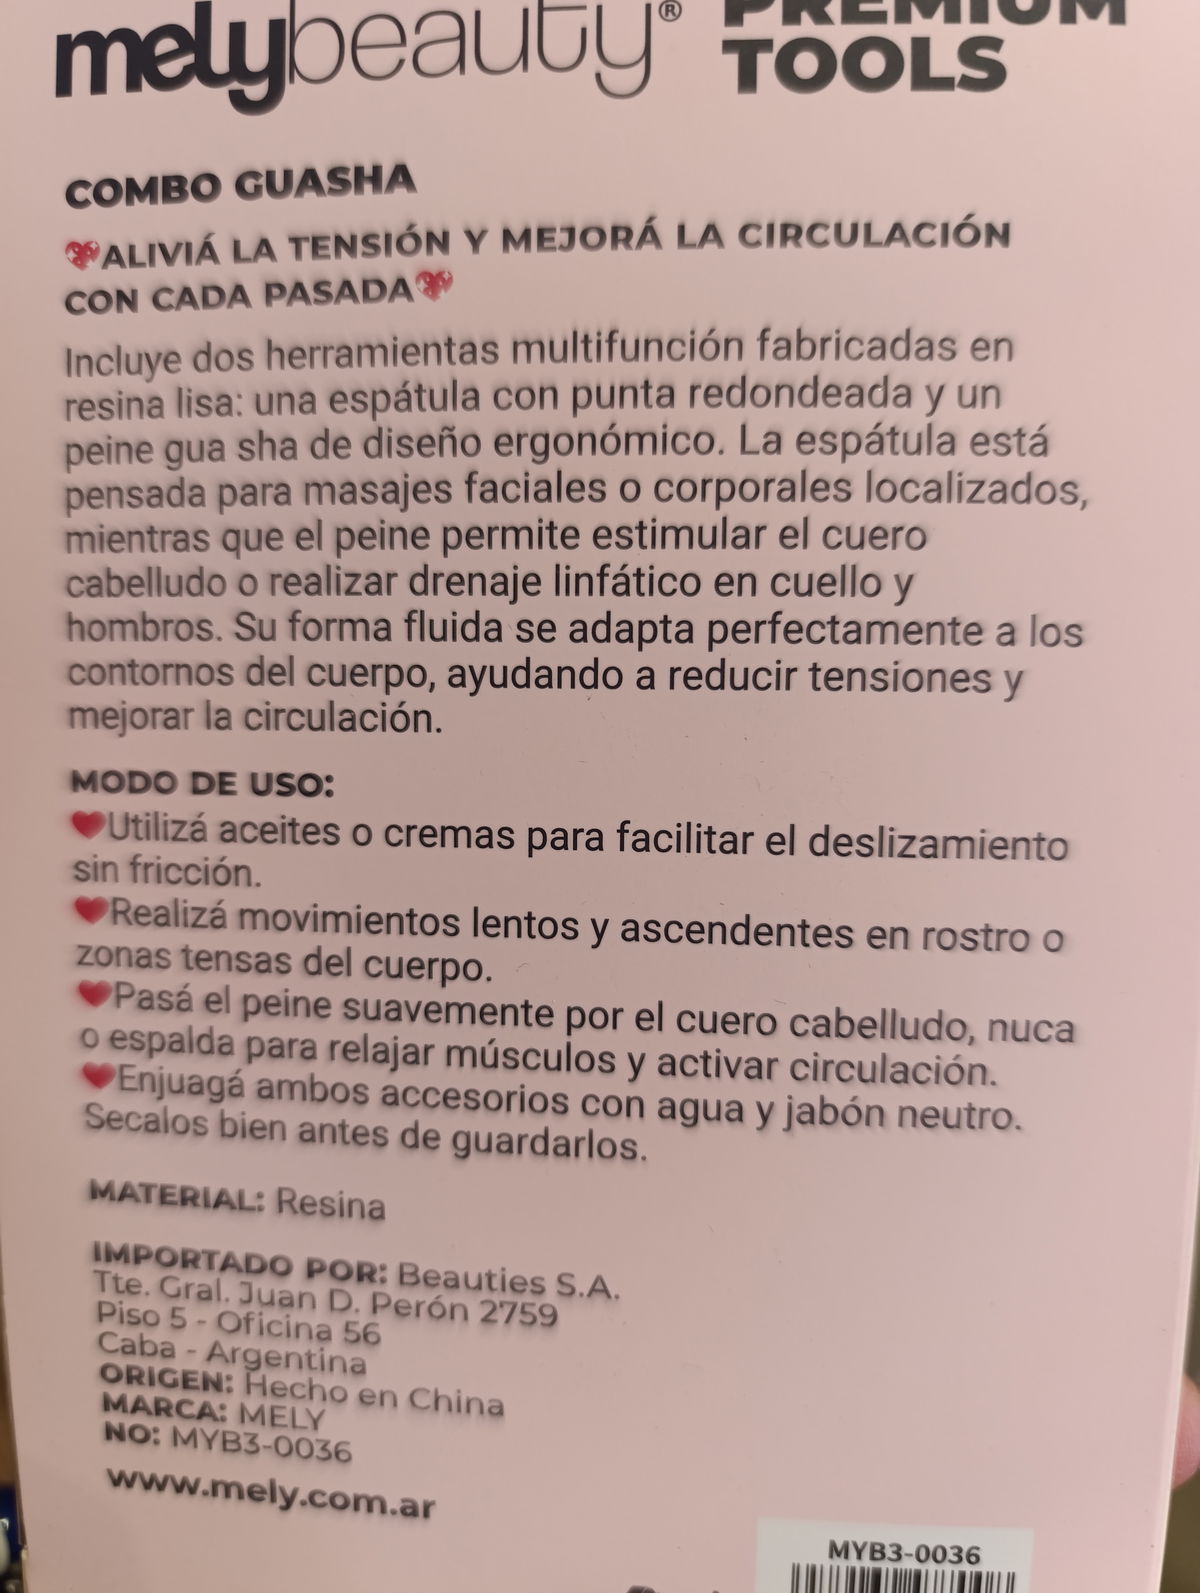 melybeauty® PREMIUM
TOOLS
COMBO GUASHA
❤ALIVIÁ LA TENSIÓN Y MEJORÁ LA CIRCULACIÓN
CON CADA PASADA❤
Incluye dos herramientas multifunción fabricadas en
resina lisa: una espátula con punta redondeada y un
peine gua sha de diseño ergonómico. La espátula está
pensada para masajes faciales o corporales localizados,
mientras que el peine permite estimular el cuero
cabelludo o realizar drenaje linfático en cuello y
hombros. Su forma fluida se adapta perfectamente a los
contornos del cuerpo, ayudando a reducir tensiones y
mejorar la circulación.
MODO DE USO:
❤Utilizá aceites o cremas para facilitar el deslizamiento
sin fricción.
❤Realizá movimientos lentos y ascendentes en rostro o
zonas tensas del cuerpo.
❤Pasá el peine suavemente por el cuero cabelludo, nuca
o espalda para relajar músculos y activar circulación.
❤Enjuagá ambos accesorios con agua y jabón neutro.
Secalos bien antes de guardarlos.
MATERIAL: Resina
IMPORTADO POR: Beauties S.A.
Tte. Gral. Juan D. Perón 2759
Piso 5 - Oficina 56
Caba - Argentina
ORIGEN: Hecho en China
MARCA: MELY
NO: MYB3-0036
www.mely.com.ar
MYB3-0036